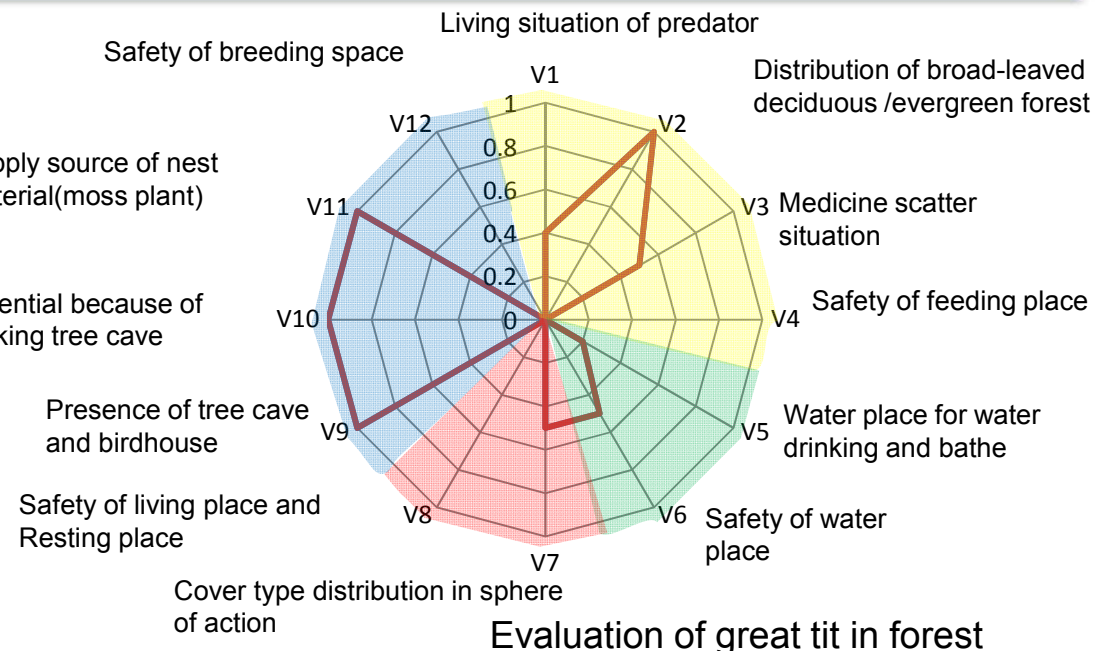 Living situation of predator
Safety of breeding space
Distribution of broad-leaved
deciduous /evergreen forest
V1
1
V12
V2
0.8
pply source of nest
terial(moss plant)
0.6
V11
V3
Medicine scatter
situation
0.4
0.2
ential because of
king tree cave
V10
0
V4
Safety of feeding place
Presence of tree cave
and birdhouse
V9
V5
Water place for water
drinking and bathe
Safety of living place and
Resting place
V8
V6
Safety of water
place
V7
Cover type distribution in sphere
of action
Evaluation of great tit in forest